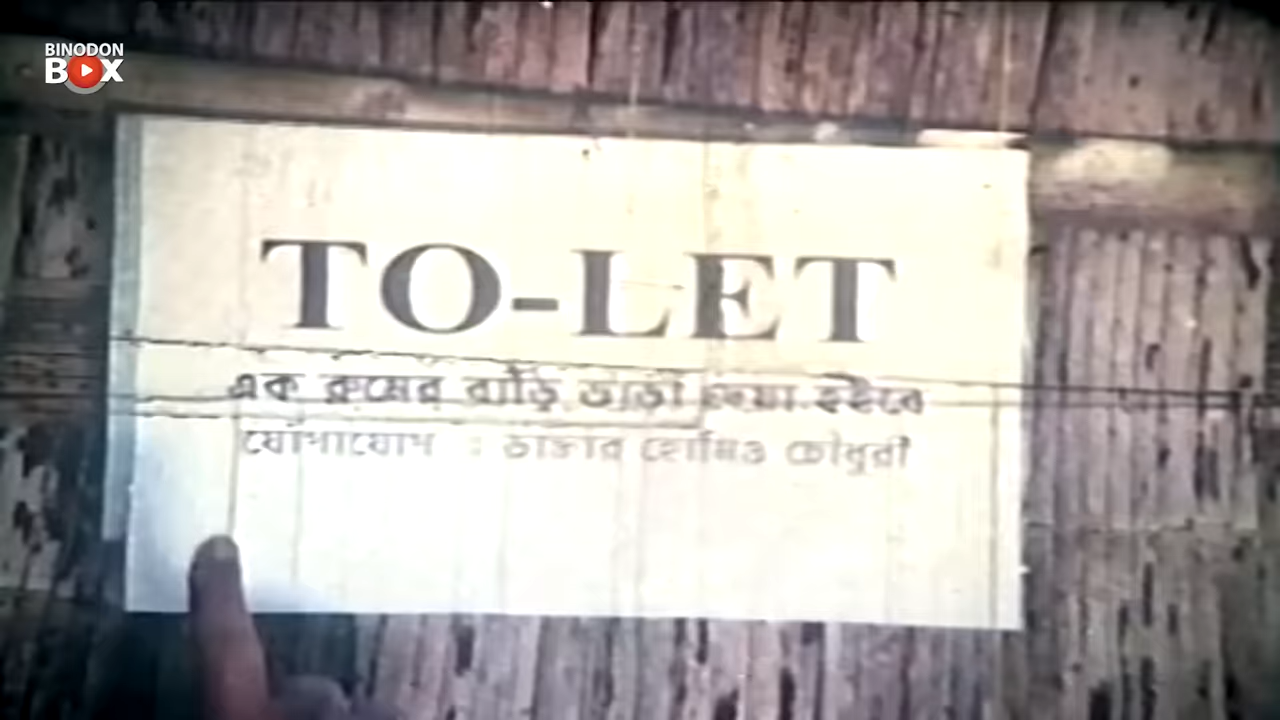 BINODON
BOX
TO-LET
এক রুমের বাড়ি ভাড়া দেয়া হইবে
যোগাযোগ : ডাক্তার চৌধুরী